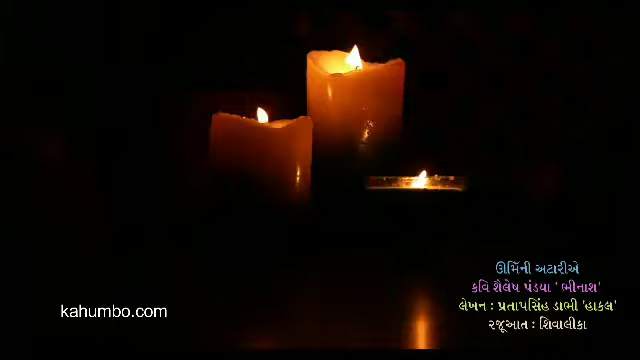 ઊર્મિની અટારીએ
કવિ શૈલેષ પંડયા ' ભીનાશ'
લેખન : પ્રતાપસિંહ ડાભી 'હાકલ'
રજૂઆત : શિવાલીકા
kahumbo.com